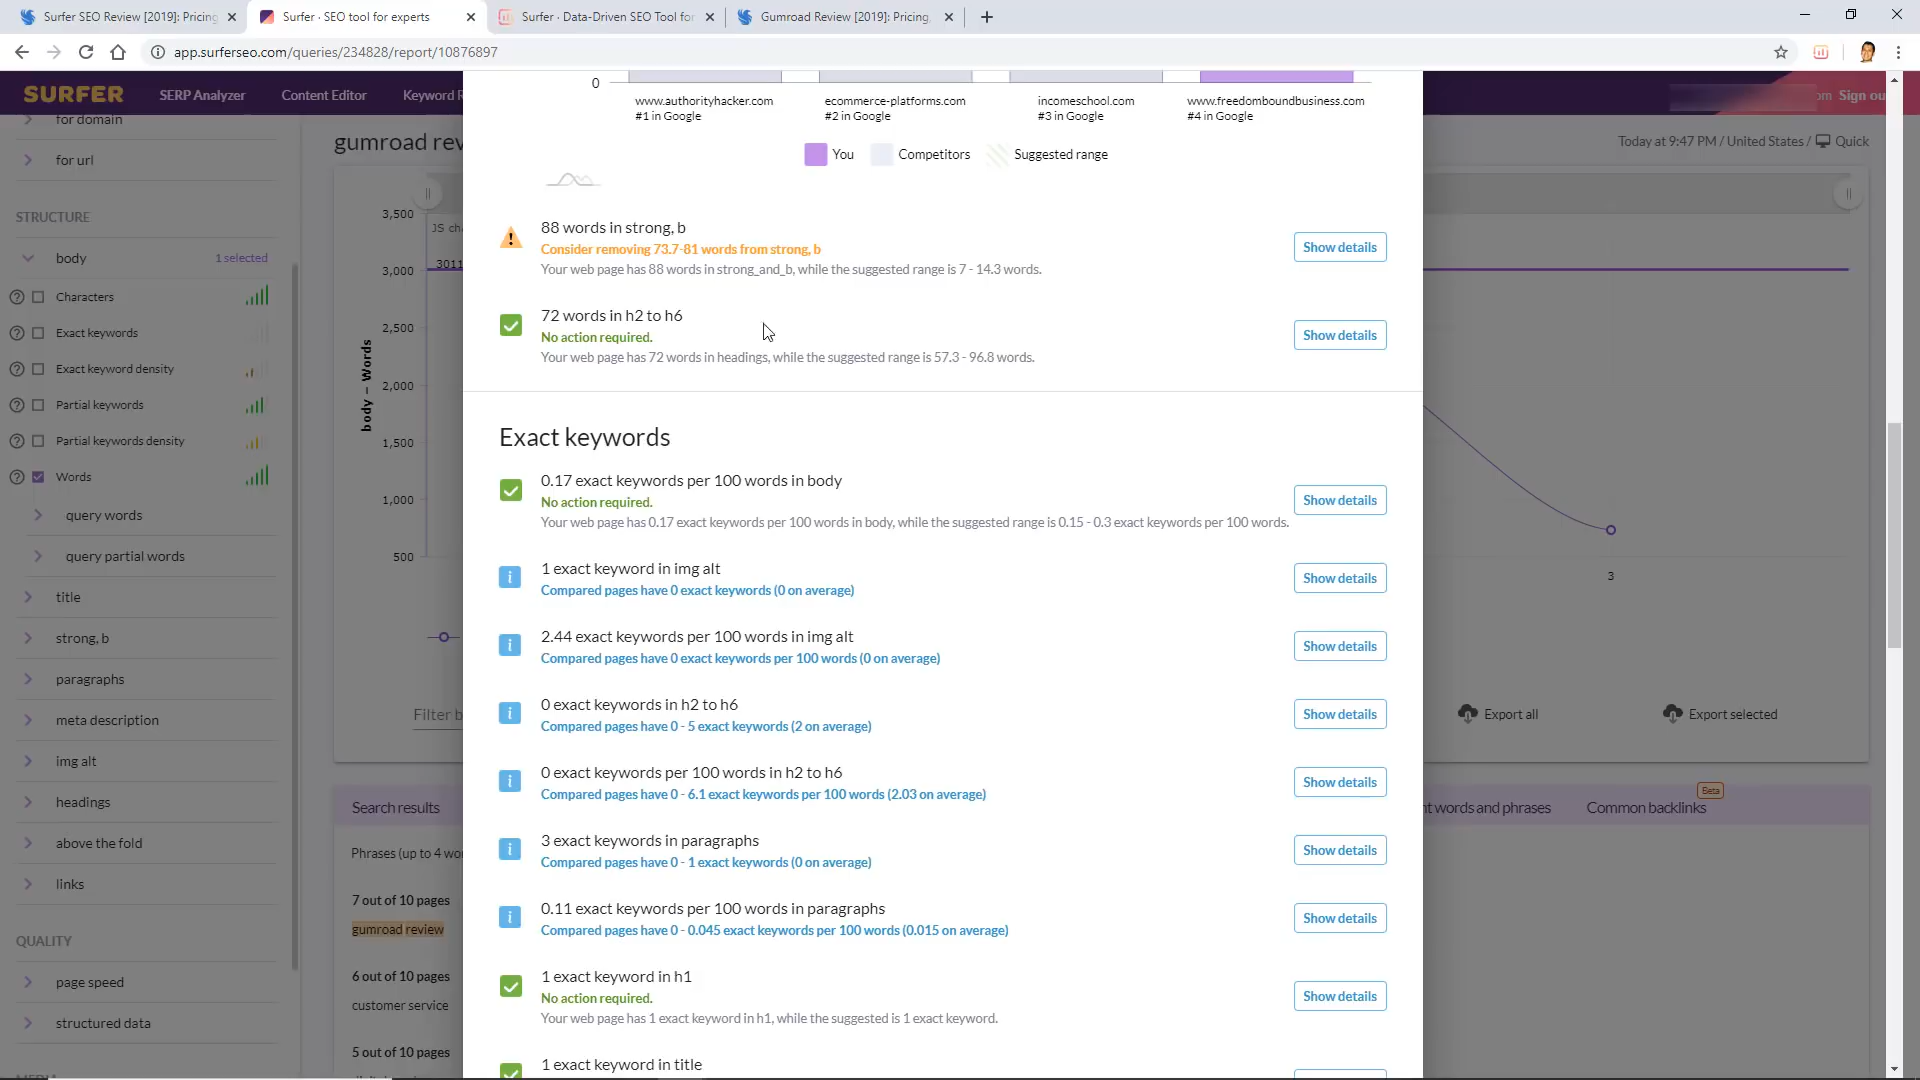 Surfer SEO Review [2019]: Pricing
Surfer · SEO tool for experts
Surfer · Data-Driven SEO Tool for
Gumroad Review [2019]: Pricing,
app.surferseo.com/queries/234828/report/10876897
SURFER
SERP Analyzer
Content Editor
Keyword R
om Sign ou
for domain
for url
STRUCTURE
body
1 selected
Characters
Exact keywords
Exact keyword density
Partial keywords
Partial keywords density
Words
query words
query partial words
title
strong, b
paragraphs
meta description
img alt
headings
above the fold
links
QUALITY
page speed
structured data
gumroad rev
Today at 9:47 PM / United States / Quick
3,500
3,000
2,500
2,000
1,500
1,000
500
body – Words
JS ch
3011
3
Filter b
Export all
Export selected
Search results
nt words and phrases
Common backlinks
Beta
Phrases (up to 4 wor
7 out of 10 pages
gumroad review
6 out of 10 pages
customer service
5 out of 10 pages
0
www.authorityhacker.com
#1 in Google
ecommerce-platforms.com
#2 in Google
incomeschool.com
#3 in Google
www.freedomboundbusiness.com
#4 in Google
You
Competitors
Suggested range
88 words in strong, b
Consider removing 73.7-81 words from strong, b
Your web page has 88 words in strong_and_b, while the suggested range is 7 - 14.3 words.
Show details
72 words in h2 to h6
No action required.
Your web page has 72 words in headings, while the suggested range is 57.3 - 96.8 words.
Show details
Exact keywords
0.17 exact keywords per 100 words in body
No action required.
Your web page has 0.17 exact keywords per 100 words in body, while the suggested range is 0.15 - 0.3 exact keywords per 100 words.
Show details
1 exact keyword in img alt
Compared pages have 0 exact keywords (0 on average)
Show details
2.44 exact keywords per 100 words in img alt
Compared pages have 0 exact keywords per 100 words (0 on average)
Show details
0 exact keywords in h2 to h6
Compared pages have 0 - 5 exact keywords (2 on average)
Show details
0 exact keywords per 100 words in h2 to h6
Compared pages have 0 - 6.1 exact keywords per 100 words (2.03 on average)
Show details
3 exact keywords in paragraphs
Compared pages have 0 - 1 exact keywords (0 on average)
Show details
0.11 exact keywords per 100 words in paragraphs
Compared pages have 0 - 0.045 exact keywords per 100 words (0.015 on average)
Show details
1 exact keyword in h1
No action required.
Your web page has 1 exact keyword in h1, while the suggested is 1 exact keyword.
Show details
1 exact keyword in title